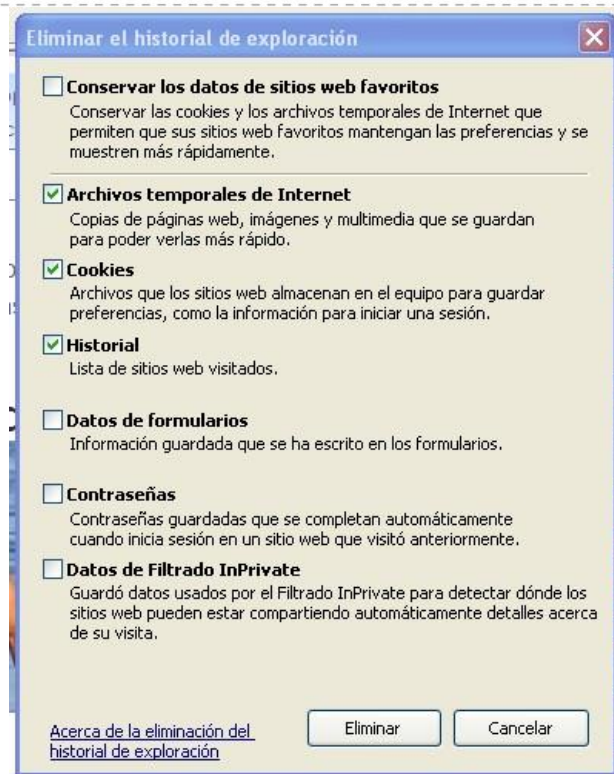 Eliminar el historial de exploración
Conservar los datos de sitios web favoritos
Conservar las cookies y los archivos temporales de Internet que
permiten que sus sitios web favoritos mantengan las preferencias y se
muestren más rápidamente.
Archivos temporales de Internet
Copias de páginas web, imágenes y multimedia que se guardan
para poder verlas más rápido.
Cookies
Archivos que los sitios web almacenan en el equipo para guardar
preferencias, como la información para iniciar una sesión.
Historial
Lista de sitios web visitados.
Datos de formularios
Información guardada que se ha escrito en los formularios.
Contraseñas
Contraseñas guardadas que se completan automáticamente
cuando inicia sesión en un sitio web que visitó anteriormente.
Datos de Filtrado InPrivate
Guardó datos usados por el Filtrado InPrivate para detectar dónde los
sitios web pueden estar compartiendo automáticamente detalles acerca
de su visita.
Acerca de la eliminación del
historial de exploración
Eliminar
Cancelar